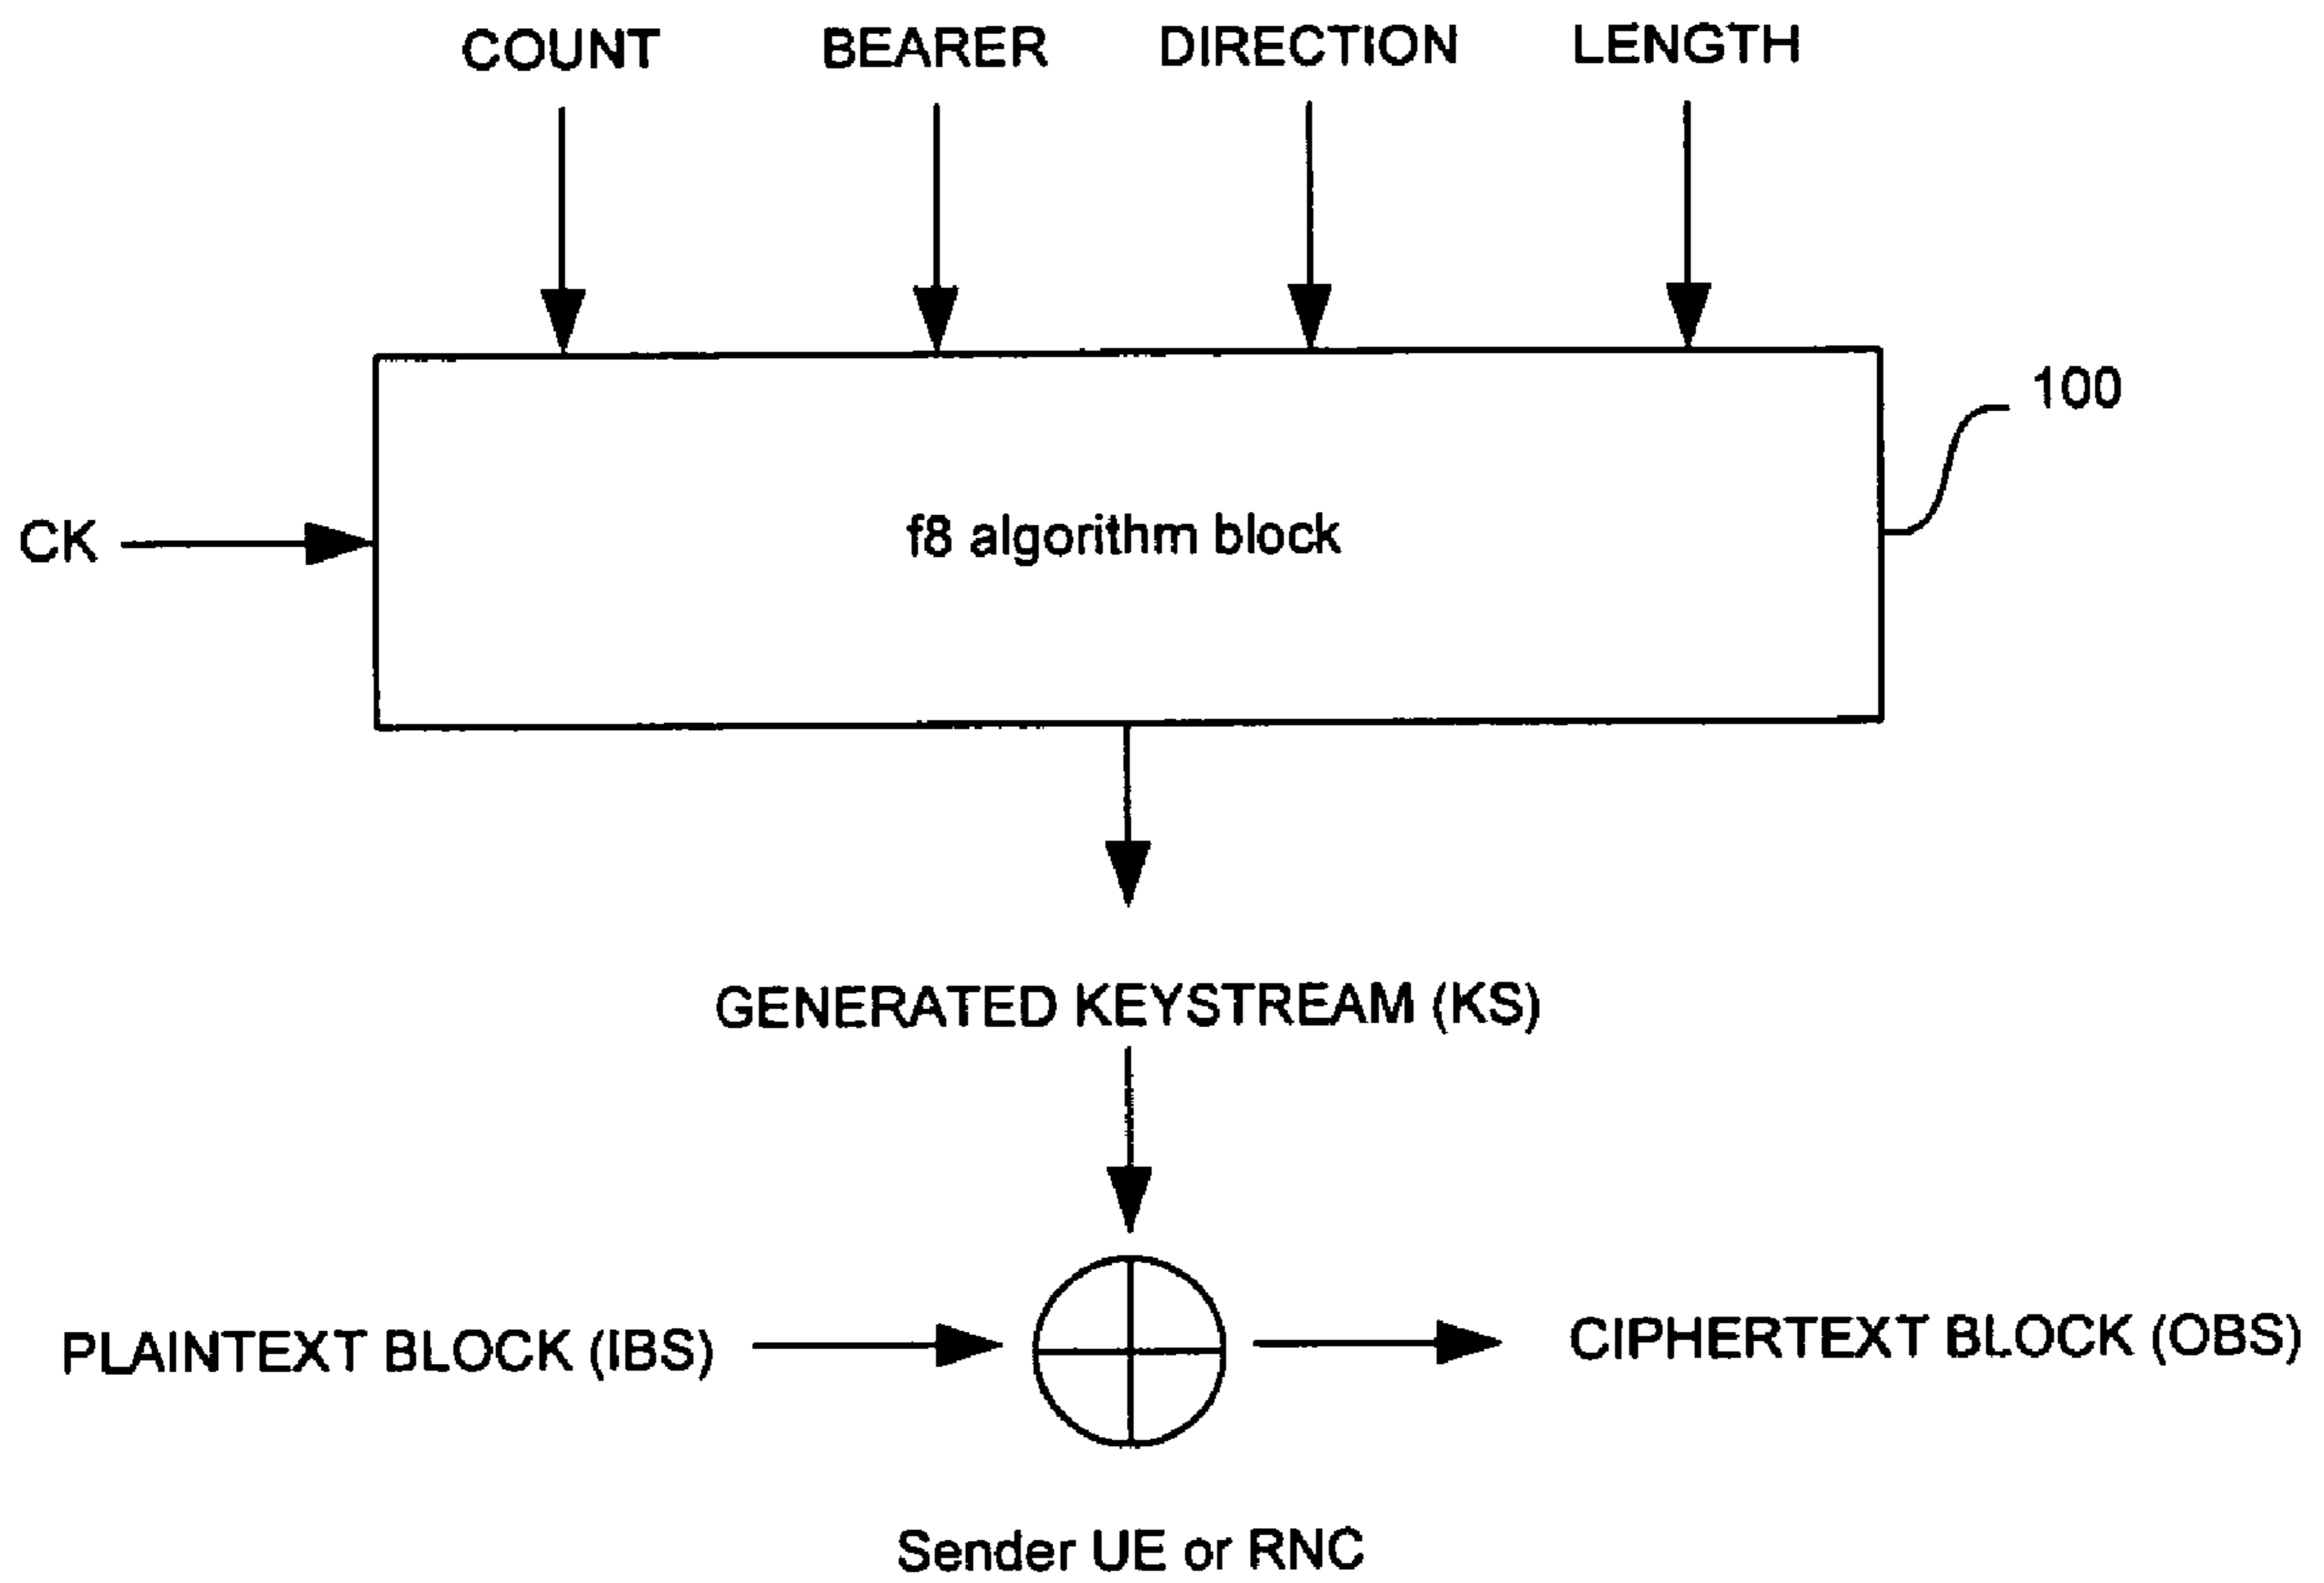 COUNT BEARER DIRECTION LENGTH
100
CK f8 algorithm block
GENERATED KEYSTREAM (KS)
PLAINTEXT BLOCK (IBS) CIPHERTEXT BLOCK (OBS)
Sender UE or RNC